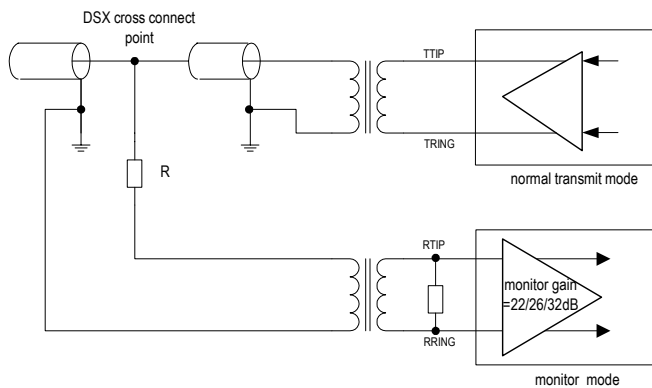 DSX cross connect
point
TTIP
TRING
normal transmit mode
R
RTIP
monitor gain
=22/26/32dB
RRING
monitor mode